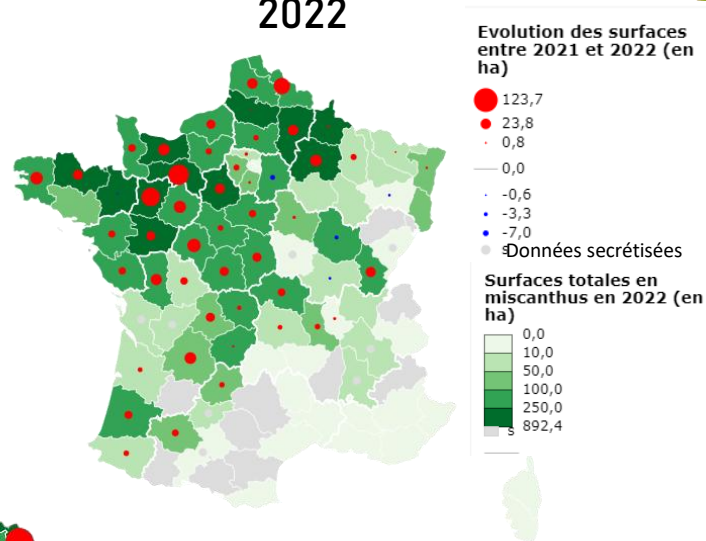 2022
Evolution des surfaces
entre 2021 et 2022 (en
ha)
123,7
23,8
0,8
0,0
-0,6
-3,3
-7,0
s Données secrétisées
Surfaces totales en
miscanthus en 2022 (en
ha)
0,0
10,0
50,0
100,0
250,0
892,4
s